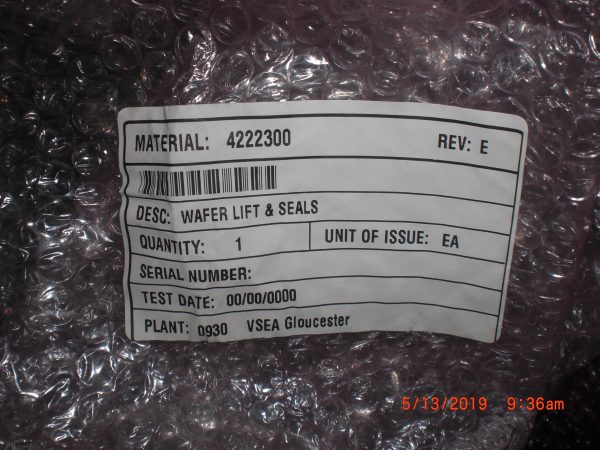 MATERIAL: 4222300 REV: E
DESC: WAFER LIFT & SEALS
QUANTITY: 1 UNIT OF ISSUE: EA
SERIAL NUMBER:
TEST DATE: 00/00/0000
PLANT: 0930 VSEA Gloucester
5/13/2019 9:36am